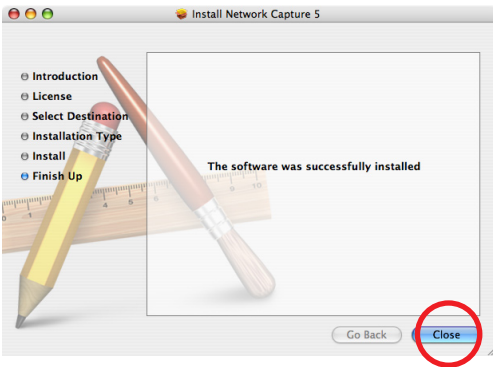 Install Network Capture 5
Introduction
License
Select Destination
Installation Type
Install
Finish Up
The software was successfully installed
Go Back
Close